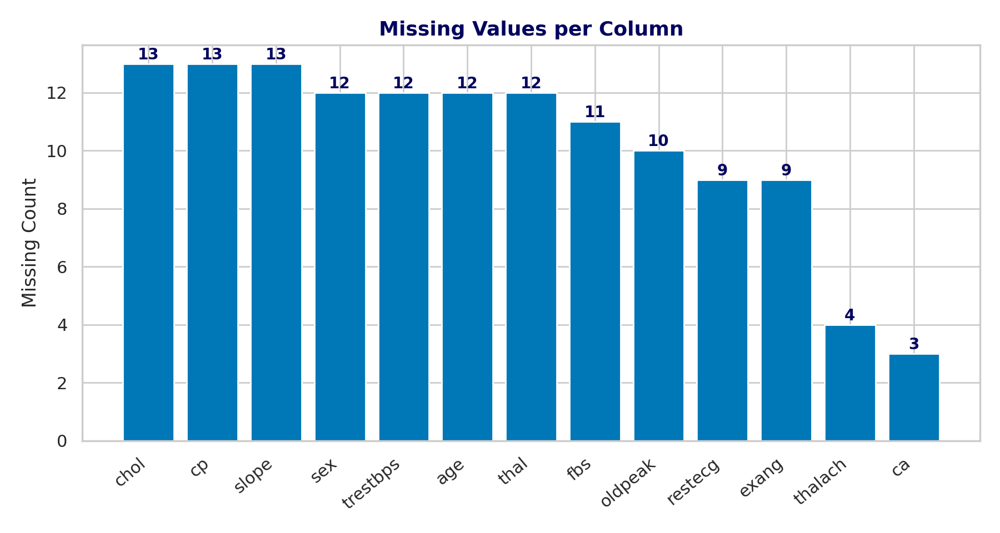 Missing Values per Column
Missing Count
12
10
8
6
4
2
0
13
13
13
12
12
12
12
11
10
9
9
4
3
chol
cp
slope
sex
trestbps
age
thal
fbs
oldpeak
restecg
exang
thalach
ca